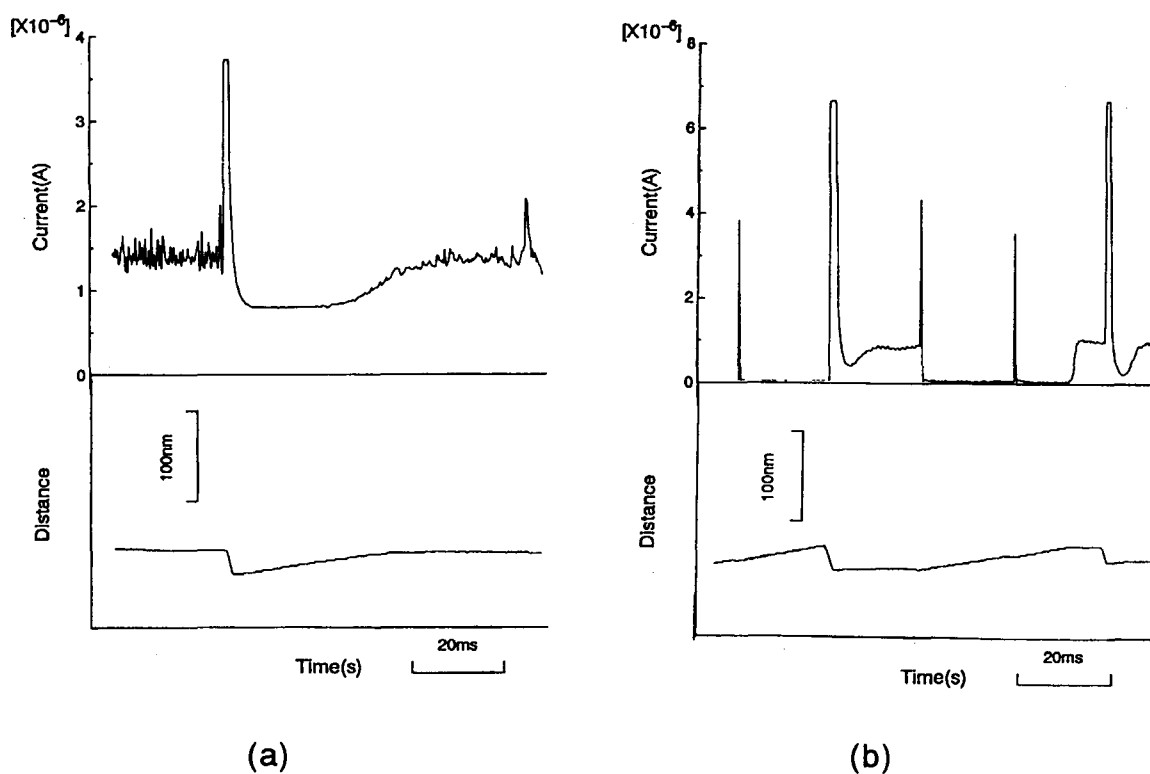 [X10⁻⁶]
4
3
2
1
0
Current(A)
100nm
Distance
20ms
Time(s)
(a)
[X10⁻⁶]
8
6
4
2
0
Current(A)
100nm
Distance
20ms
Time(s)
(b)